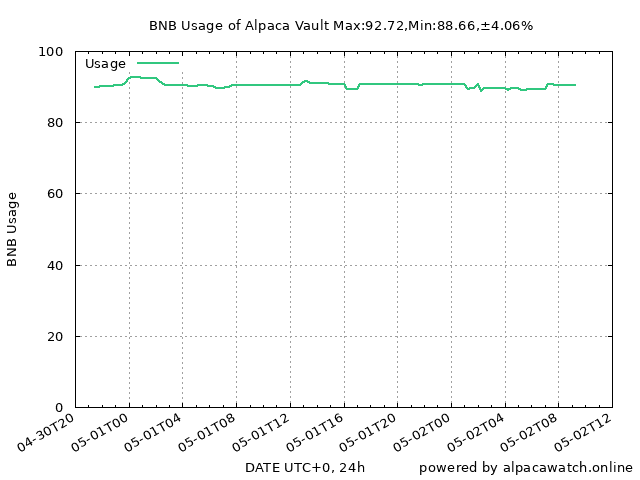 BNB Usage of Alpaca Vault Max:92.72,Min:88.66,±4.06%
Usage
100
80
60
40
20
0
BNB Usage
04-30T20
05-01T00
05-01T04
05-01T08
05-01T12
05-01T16
05-01T20
05-02T00
05-02T04
05-02T08
05-02T12
DATE UTC+0, 24h
powered by alpacawatch.online